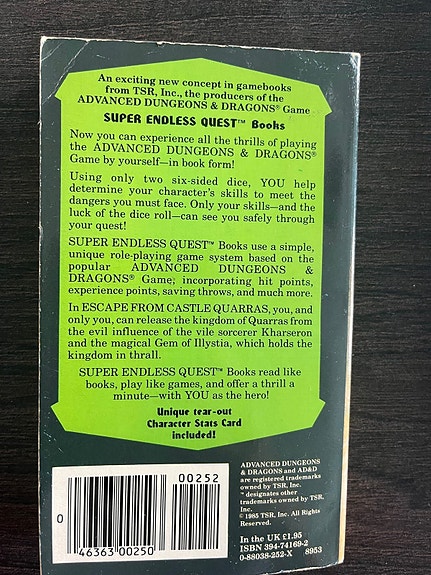 An exciting new concept in gamebooks
from TSR, Inc., the producers of the
ADVANCED DUNGEONS & DRAGONS® Game
SUPER ENDLESS QUEST™ Books
Now you can experience all the thrills of playing
the ADVANCED DUNGEONS & DRAGONS®
Game by yourself—in book form!
Using only two six-sided dice, YOU help
determine your character's skills to meet the
dangers you must face. Only your skills—and the
luck of the dice roll—can see you safely through
your quest!
SUPER ENDLESS QUEST™ Books use a simple,
unique role-playing game system based on the
popular ADVANCED DUNGEONS &
DRAGONS® Game; incorporating hit points,
experience points, saving throws, and much more.
In ESCAPE FROM CASTLE QUARRAS, you, and
only you, can release the kingdom of Quarras from
the evil influence of the vile sorcerer Kharseron
and the magical Gem of Illystia, which holds the
kingdom in thrall.
SUPER ENDLESS QUEST™ Books read like
books, play like games, and offer a thrill a
minute—with YOU as the hero!
Unique tear-out
Character Stats Card
included!
ADVANCED DUNGEONS
& DRAGONS and AD&D
are registered trademarks
owned by TSR, Inc.
™ designates other
trademarks owned by TSR,
Inc.
©1985 TSR, Inc. All Rights
Reserved.
In the UK £1.95
ISBN 394-74169-2
0-88038-252-X 8953
00252
0 46363 00250